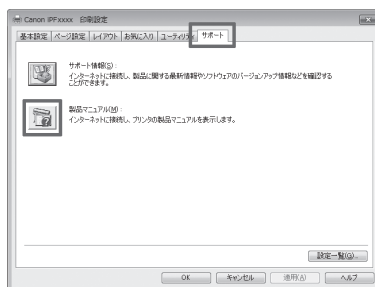 Canon iPFxxxx 印刷設定
基本設定 ページ設定 レイアウト お気に入り ユーティリティ サポート
サポート情報(S):
インターネットに接続し、製品に関する最新情報やソフトウェアのバージョンアップ情報などを確認する
ことができます。
製品マニュアル(M):
インターネットに接続し、プリンタの製品マニュアルを表示します。
設定一覧(G)...
OK キャンセル 適用(A) ヘルプ